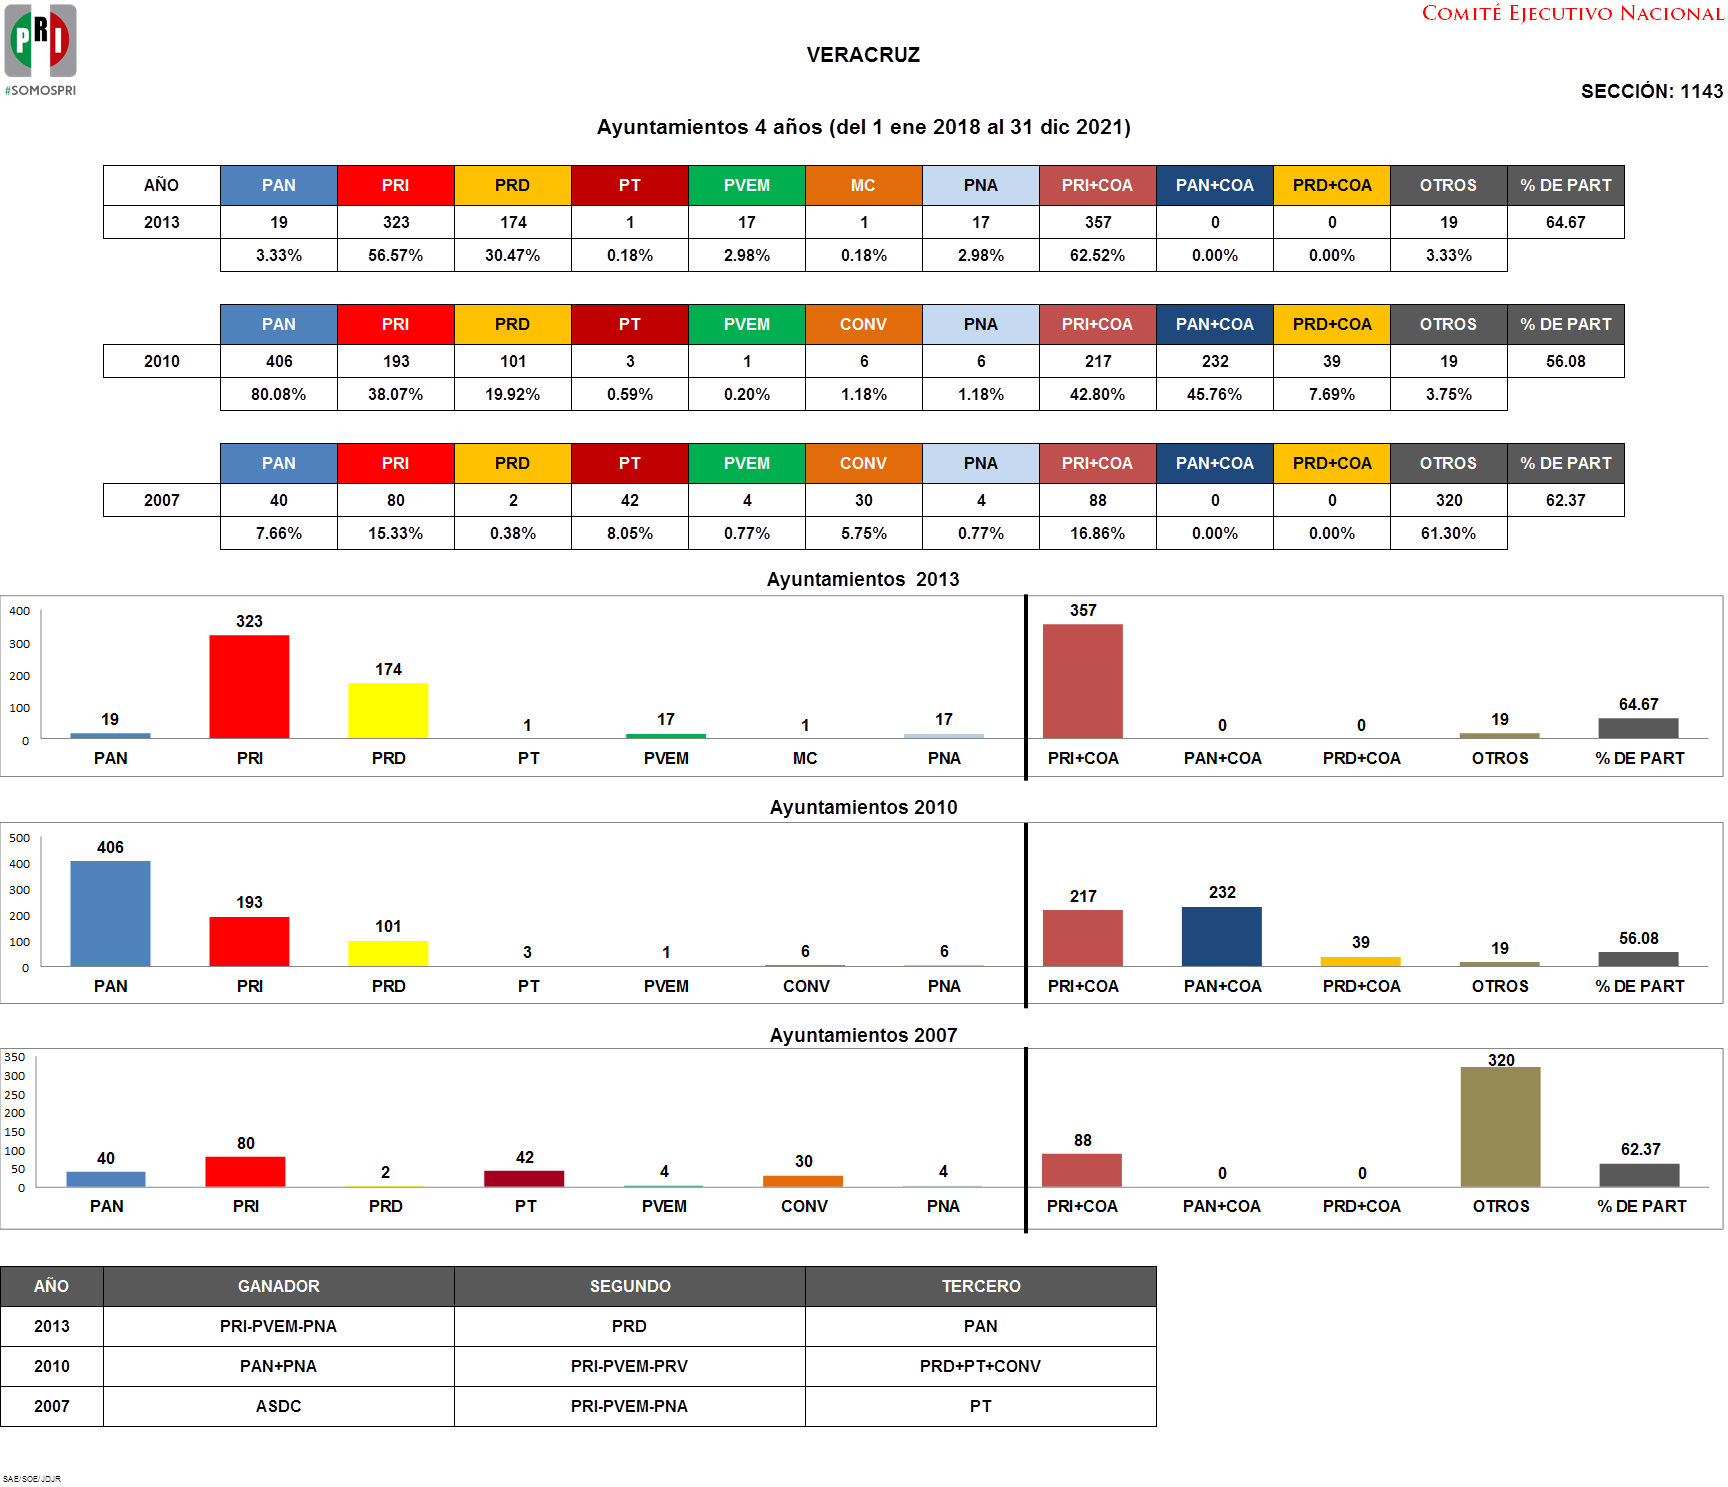 COMITÉ EJECUTIVO NACIONAL
PRI
#SOMOSPRI
VERACRUZ
SECCIÓN: 1143
Ayuntamientos 4 años (del 1 ene 2018 al 31 dic 2021)
AÑO PAN PRI PRD PT PVEM MC PNA PRI+COA PAN+COA PRD+COA OTROS % DE PART
2013 19 323 174 1 17 1 17 357 0 0 19 64.67
3.33% 56.57% 30.47% 0.18% 2.98% 0.18% 2.98% 62.52% 0.00% 0.00% 3.33%
PAN PRI PRD PT PVEM CONV PNA PRI+COA PAN+COA PRD+COA OTROS % DE PART
2010 406 193 101 3 1 6 6 217 232 39 19 56.08
80.08% 38.07% 19.92% 0.59% 0.20% 1.18% 1.18% 42.80% 45.76% 7.69% 3.75%
PAN PRI PRD PT PVEM CONV PNA PRI+COA PAN+COA PRD+COA OTROS % DE PART
2007 40 80 2 42 4 30 4 88 0 0 320 62.37
7.66% 15.33% 0.38% 8.05% 0.77% 5.75% 0.77% 16.86% 0.00% 0.00% 61.30%
Ayuntamientos 2013
400
300
200
100
0
19 323 174 1 17 1 17 357 0 0 19 64.67
PAN PRI PRD PT PVEM MC PNA PRI+COA PAN+COA PRD+COA OTROS % DE PART
Ayuntamientos 2010
500
400
300
200
100
0
406 193 101 3 1 6 6 217 232 39 19 56.08
PAN PRI PRD PT PVEM CONV PNA PRI+COA PAN+COA PRD+COA OTROS % DE PART
Ayuntamientos 2007
350
300
250
200
150
100
50
0
40 80 2 42 4 30 4 88 0 0 320 62.37
PAN PRI PRD PT PVEM CONV PNA PRI+COA PAN+COA PRD+COA OTROS % DE PART
AÑO GANADOR SEGUNDO TERCERO
2013 PRI-PVEM-PNA PRD PAN
2010 PAN+PNA PRI-PVEM-PRV PRD+PT+CONV
2007 ASDC PRI-PVEM-PNA PT
SAE/SOE/JDJR